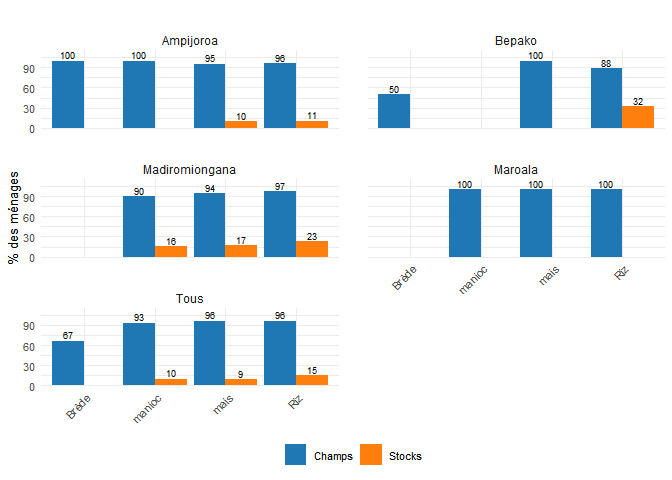 Ampijoroa
Bepako
100 100 95 96
10 11
90
60
30
0
50 100 88
32
Madiromiongana
Maroala
90 94 97
16 17 23
90
60
30
0
100 100 100
Brède manioc mais Riz
% des ménages
Tous
67 93 96 96
10 9 15
90
60
30
0
Brède manioc mais Riz
Champs Stocks